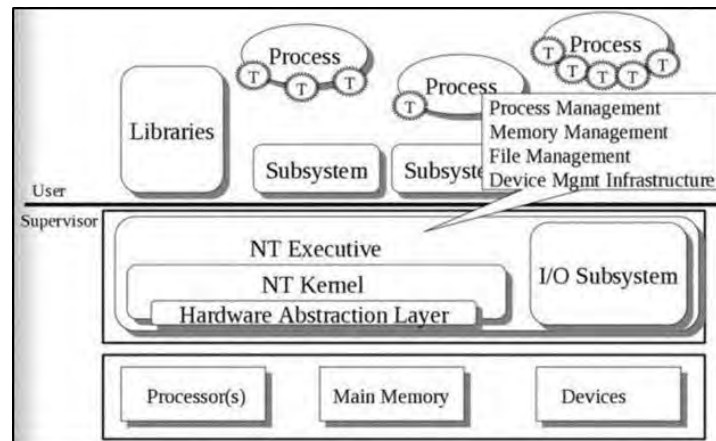 Process
T T T
Process
T
Process
T T T T T
Libraries
Process Management
Memory Management
File Management
Device Mgmt Infrastructure
Subsystem
Subsyste
User
Supervisor
NT Executive
NT Kernel
Hardware Abstraction Layer
I/O Subsystem
Processor(s)
Main Memory
Devices